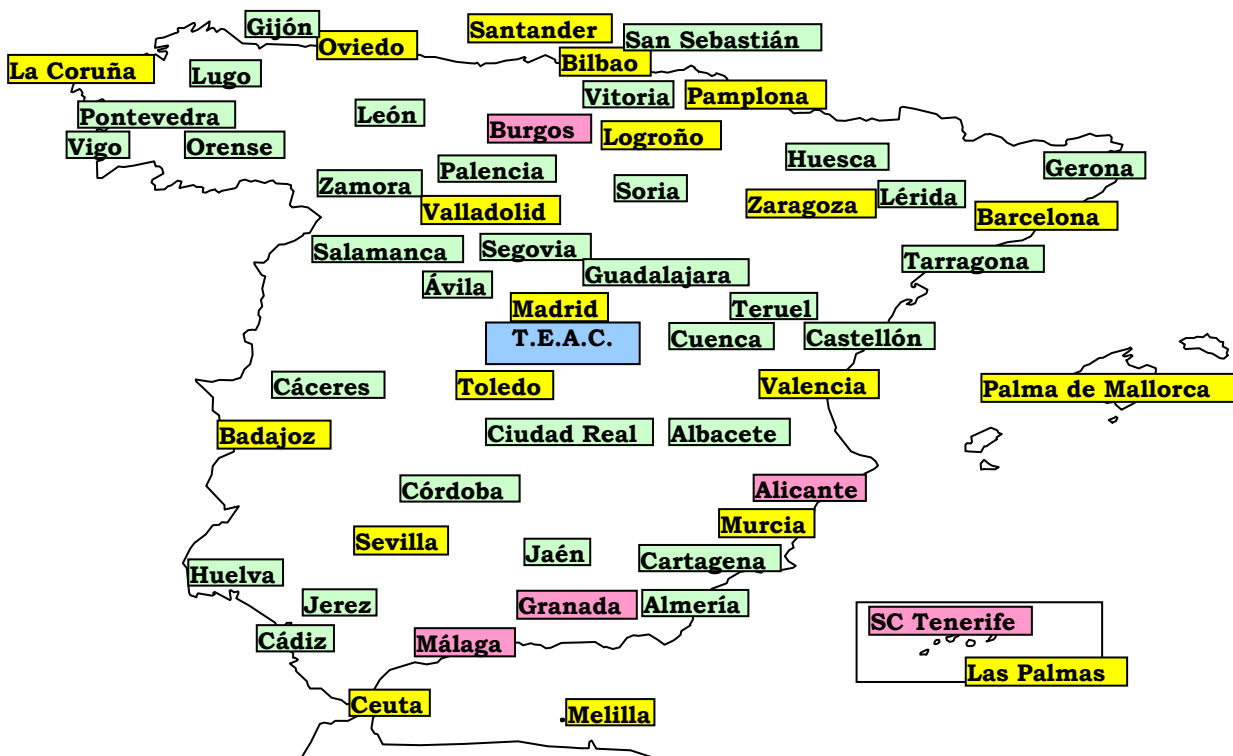 Gijón
Santander
San Sebastián
Oviedo
Bilbao
La Coruña
Lugo
Vitoria
Pamplona
León
Pontevedra
Burgos
Logroño
Vigo
Orense
Huesca
Gerona
Palencia
Zamora
Soria
Lérida
Zaragoza
Valladolid
Barcelona
Salamanca
Segovia
Tarragona
Guadalajara
Ávila
Madrid
Teruel
T.E.A.C.
Cuenca
Castellón
Cáceres
Toledo
Valencia
Palma de Mallorca
Badajoz
Ciudad Real
Albacete
Córdoba
Alicante
Murcia
Sevilla
Jaén
Cartagena
Huelva
Jerez
Granada
Almería
SC Tenerife
Cádiz
Málaga
Las Palmas
Ceuta
Melilla